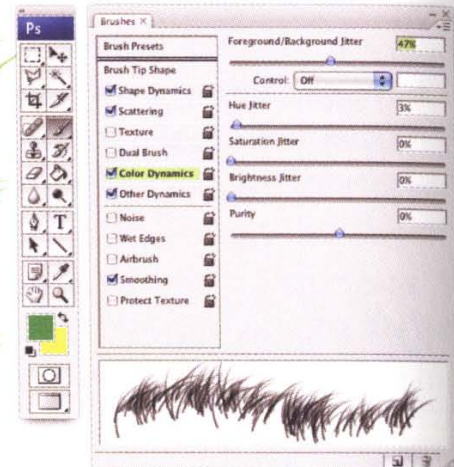 Ps
Brushes ×
Brush Presets
Brush Tip Shape
Shape Dynamics
Scattering
Texture
Dual Brush
Color Dynamics
Other Dynamics
Noise
Wet Edges
Airbrush
Smoothing
Protect Texture
Foreground/Background Jitter 47%
Control: Off
Hue Jitter 3%
Saturation Jitter 0%
Brightness Jitter 0%
Purity 0%
T